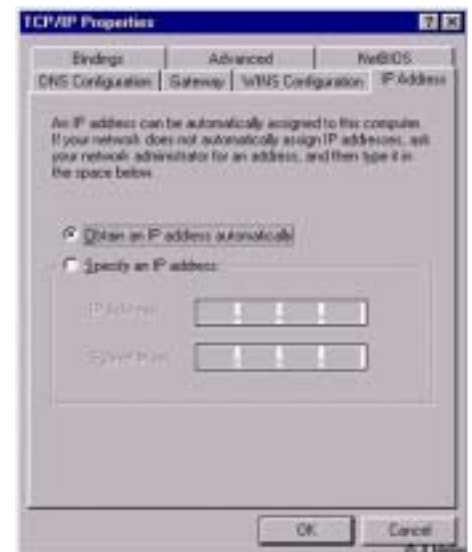 TCP/IP Properties
Bindings Advanced NetBIOS
DNS Configuration Gateway WINS Configuration IP Address
An IP address can be automatically assigned to this computer.
If your network does not automatically assign IP addresses, ask
your network administrator for an address, and then type it in
the space below.
Obtain an IP address automatically
Specify an IP address:
IP Address:
Subnet Mask:
OK Cancel